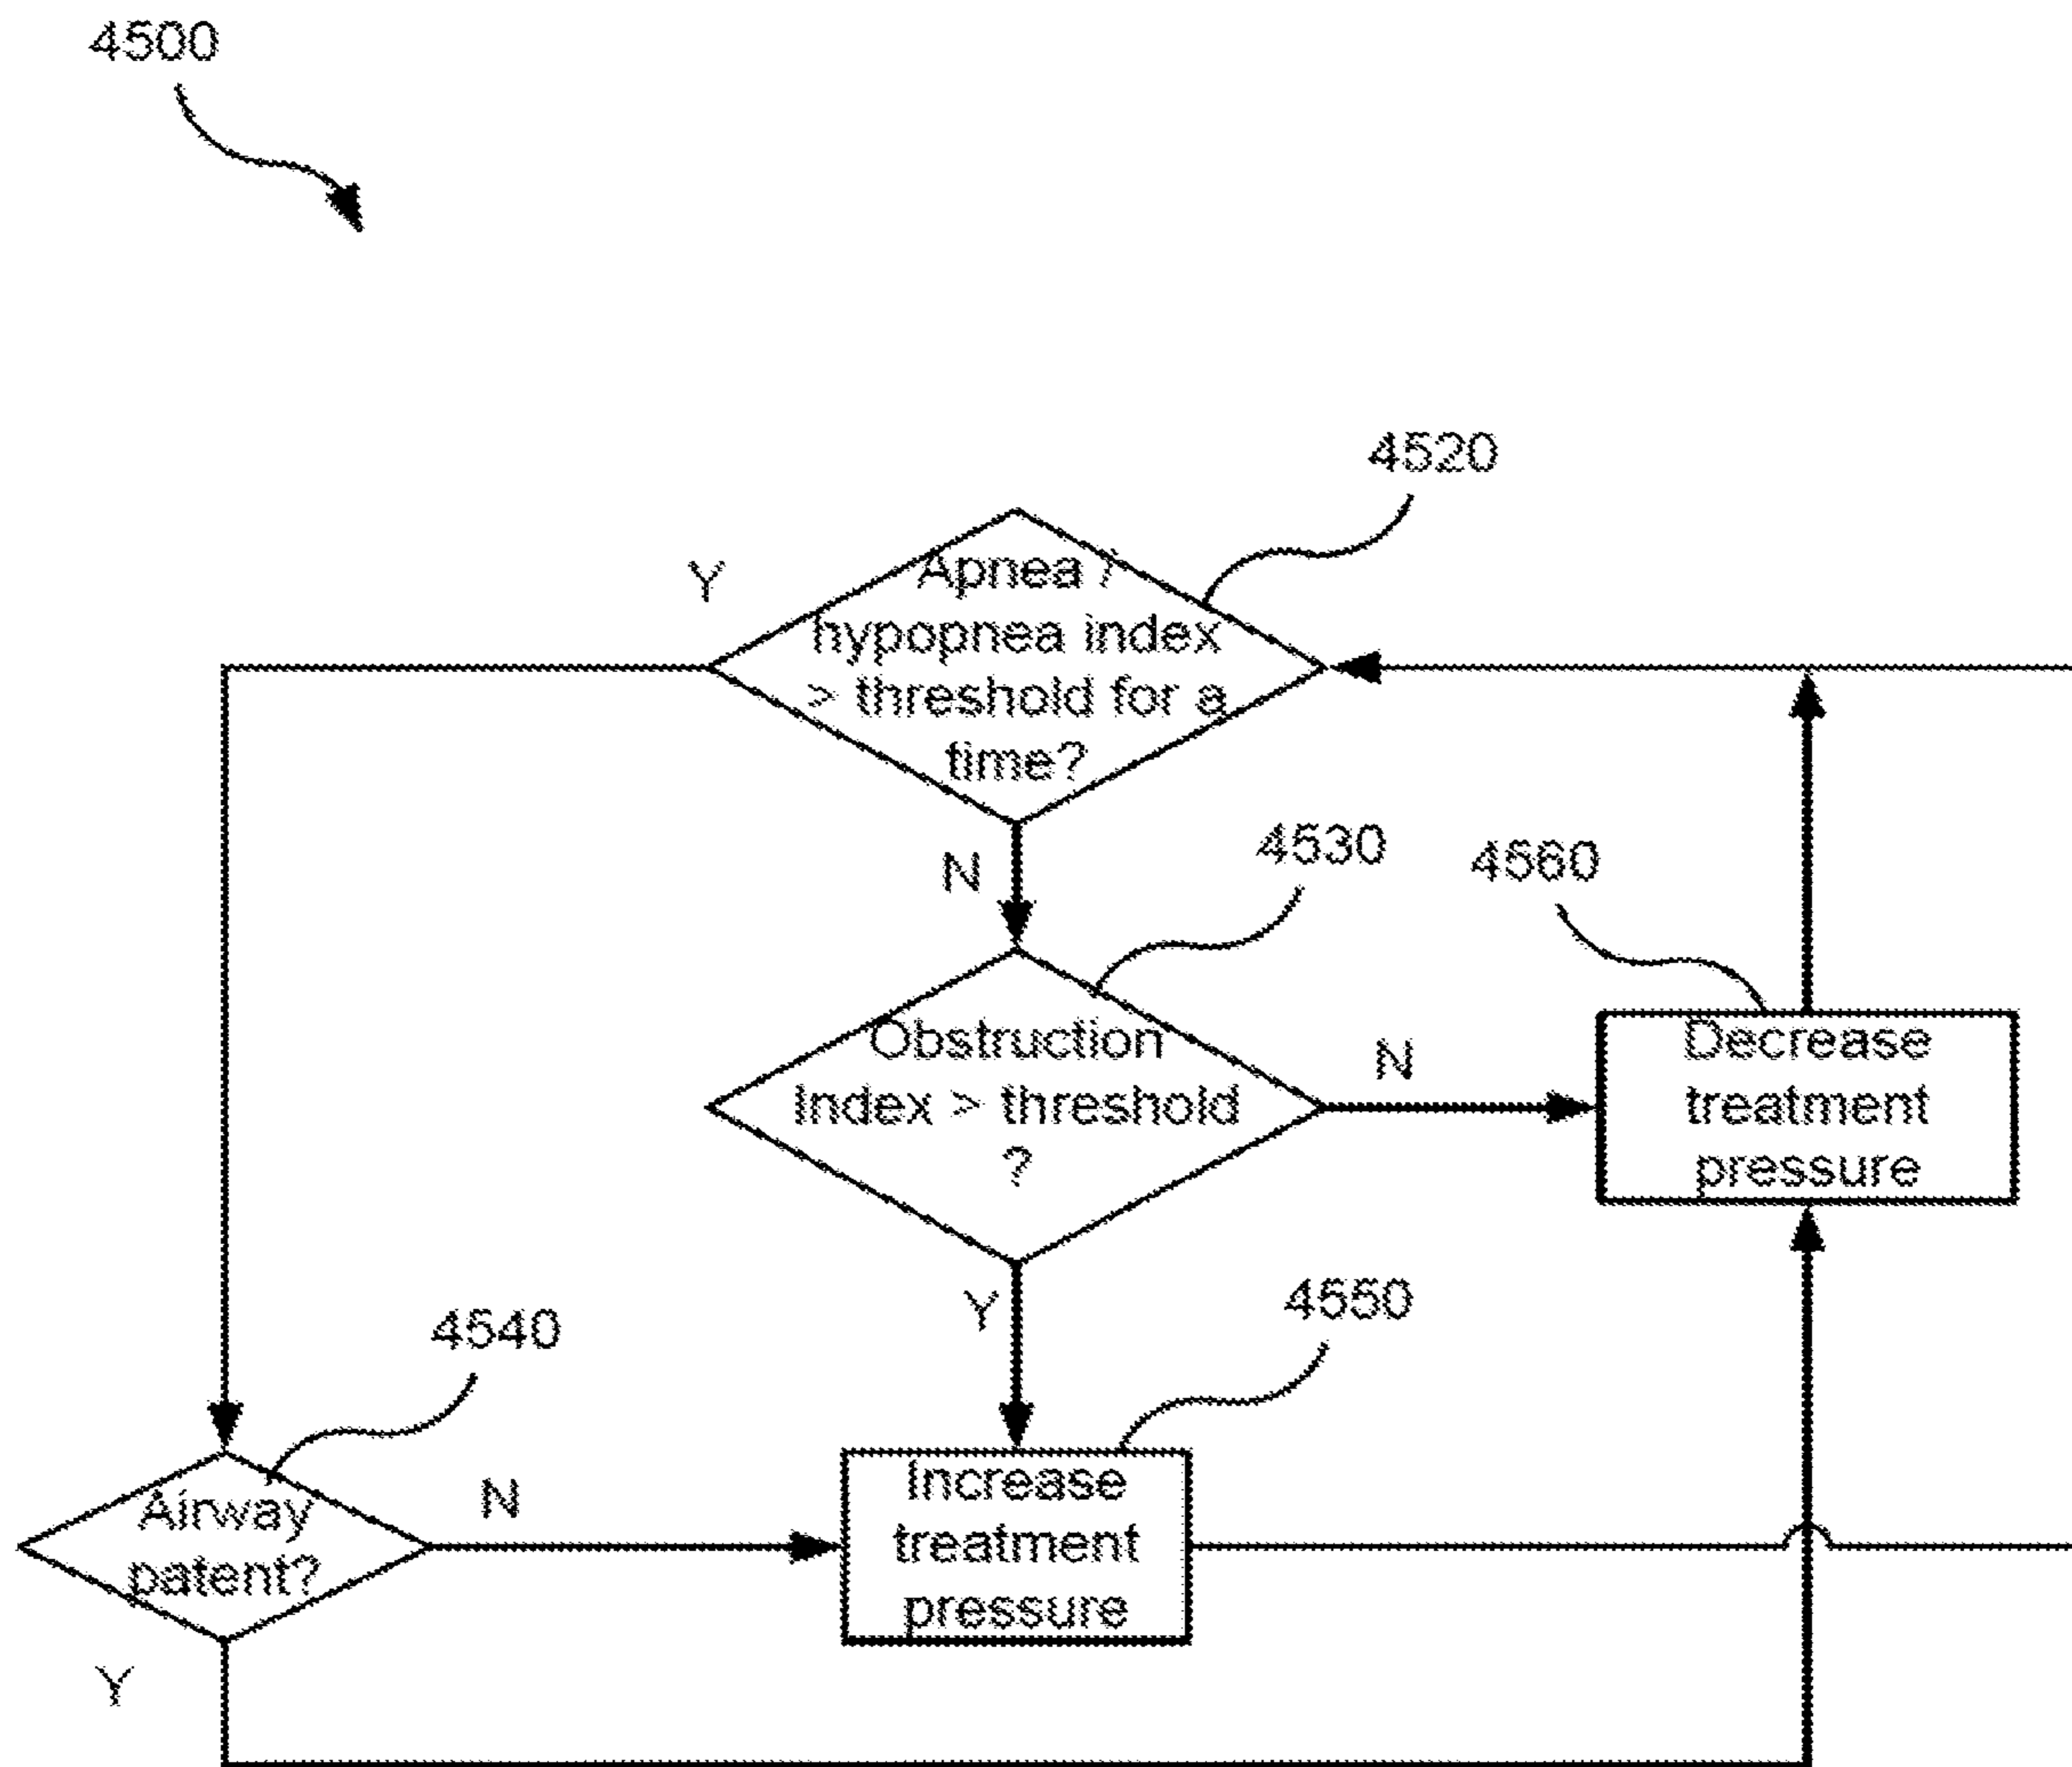 4500
4520
Y
Apnea /
hypopnea index
> threshold for a
time?
N
4530
4560
Obstruction
Index > threshold
?
N
Decrease
treatment
pressure
Y
4550
4540
Airway
patent?
N
Increase
treatment
pressure
Y